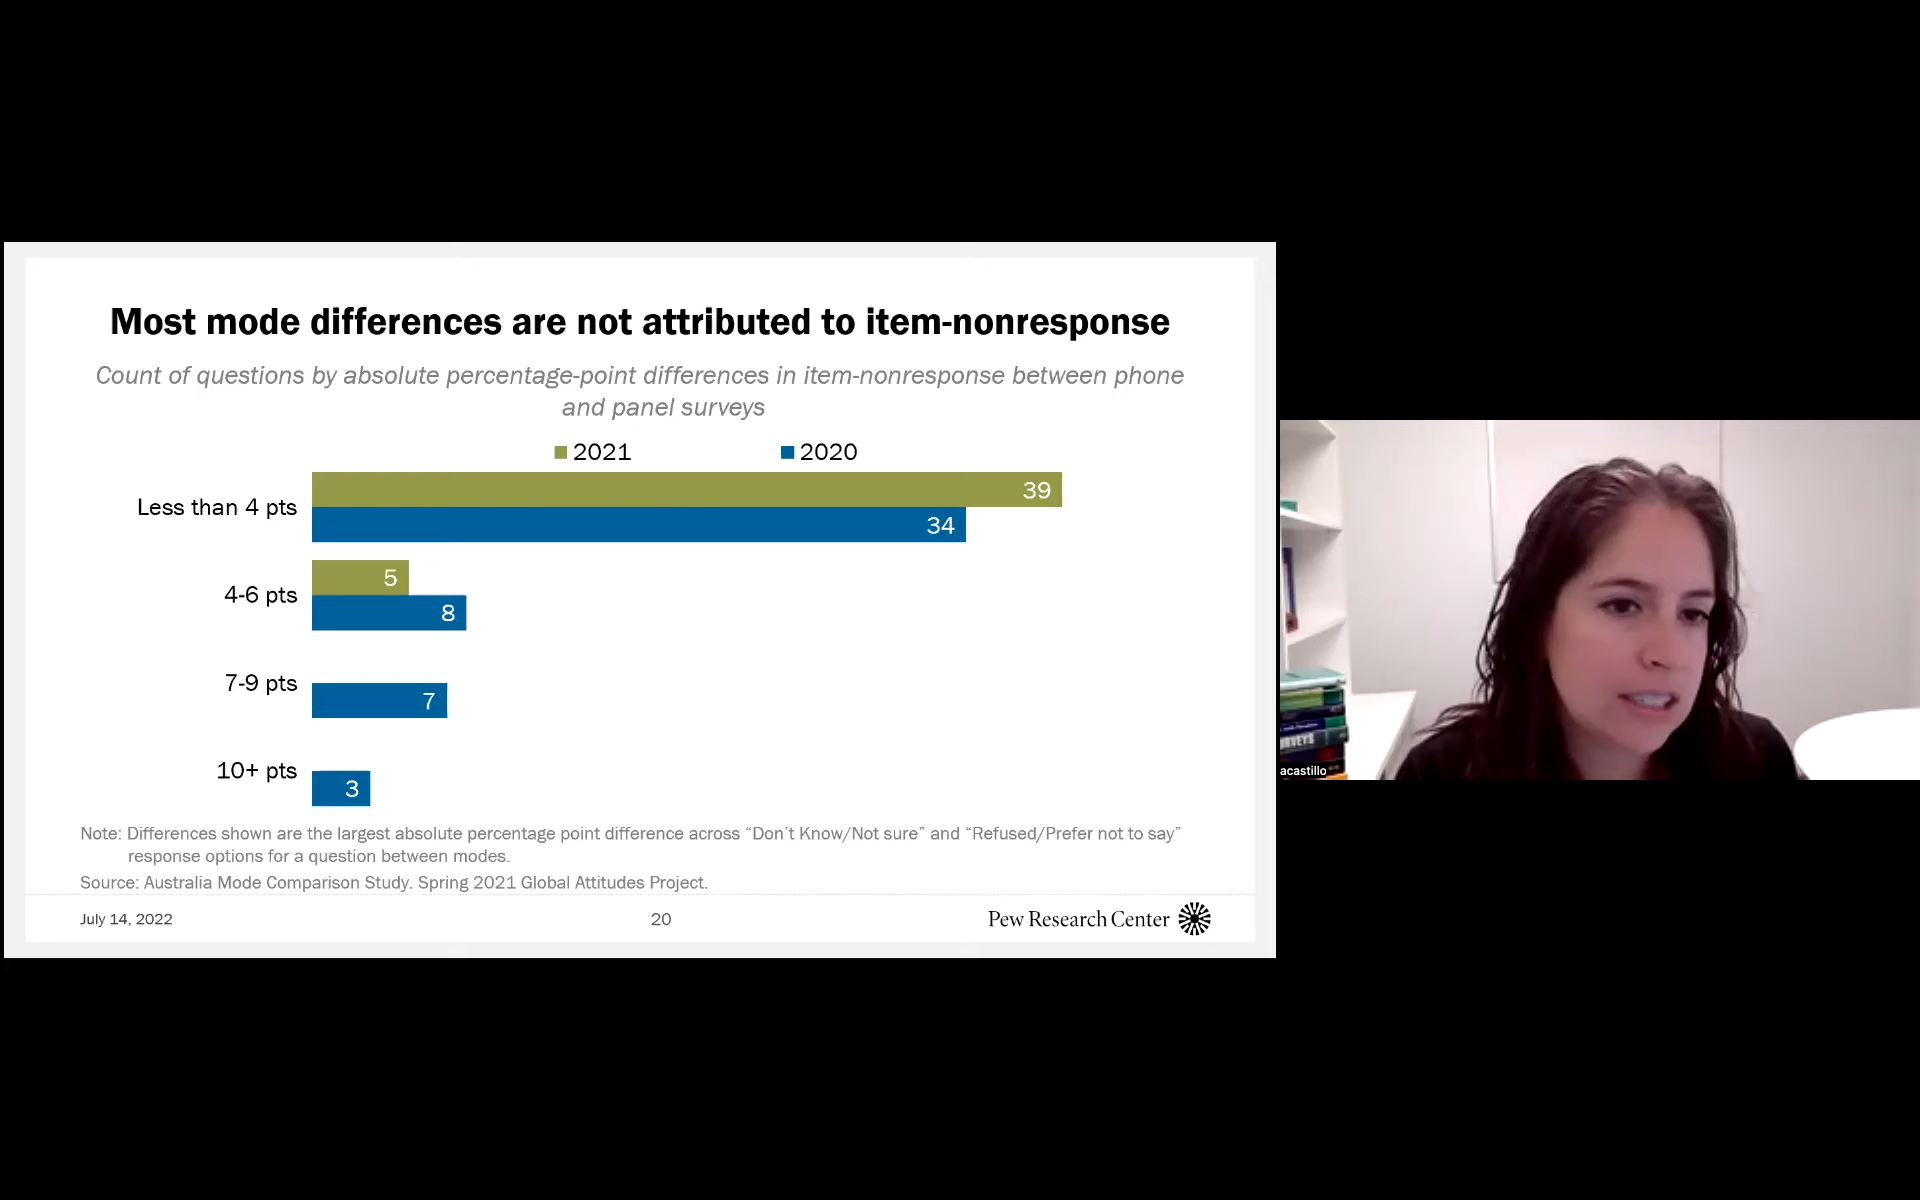 Most mode differences are not attributed to item-nonresponse
Count of questions by absolute percentage-point differences in item-nonresponse between phone
and panel surveys
2021 2020
Less than 4 pts
39
34
4-6 pts
5
8
7-9 pts
7
10+ pts
3
Note: Differences shown are the largest absolute percentage point difference across “Don’t Know/Not sure” and “Refused/Prefer not to say”
response options for a question between modes.
Source: Australia Mode Comparison Study. Spring 2021 Global Attitudes Project.
July 14, 2022
20
Pew Research Center
acastillo